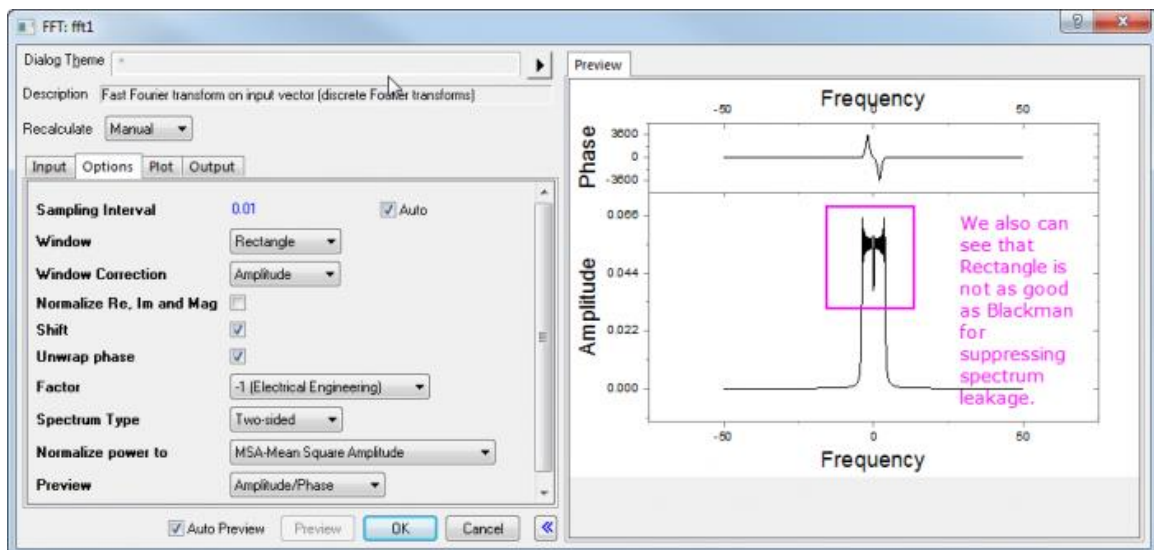 FFT: fft1
Dialog Theme *
Description Fast Fourier transform on input vector (discrete Fourier transforms)
Recalculate Manual
Input Options Plot Output
Sampling Interval 0.01 Auto
Window Rectangle
Window Correction Amplitude
Normalize Re, Im and Mag
Shift
Unwrap phase
Factor -1 (Electrical Engineering)
Spectrum Type Two-sided
Normalize power to MSA-Mean Square Amplitude
Preview Amplitude/Phase
Auto Preview Preview OK Cancel
Preview
Frequency
-50 0 50
Phase
3600
0
-3600
Amplitude
0.066
0.044
0.022
0.000
We also can
see that
Rectangle is
not as good
as Blackman
for
suppressing
spectrum
leakage.
-50 0 50
Frequency